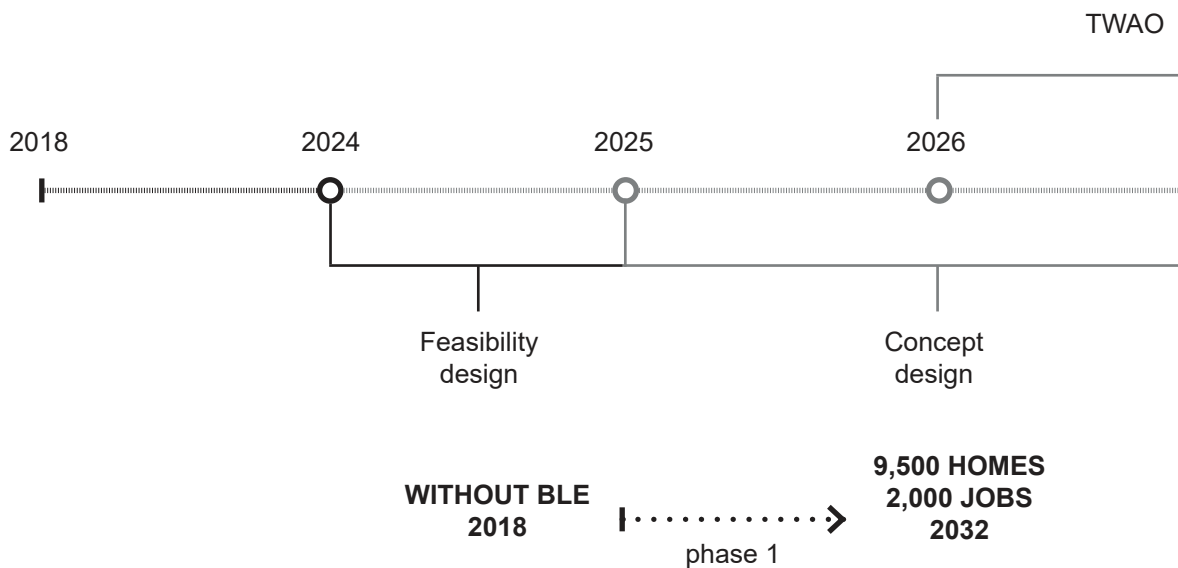 TWAO
2018
2024
2025
2026
Feasibility
design
Concept
design
WITHOUT BLE
2018
phase 1
9,500 HOMES
2,000 JOBS
2032